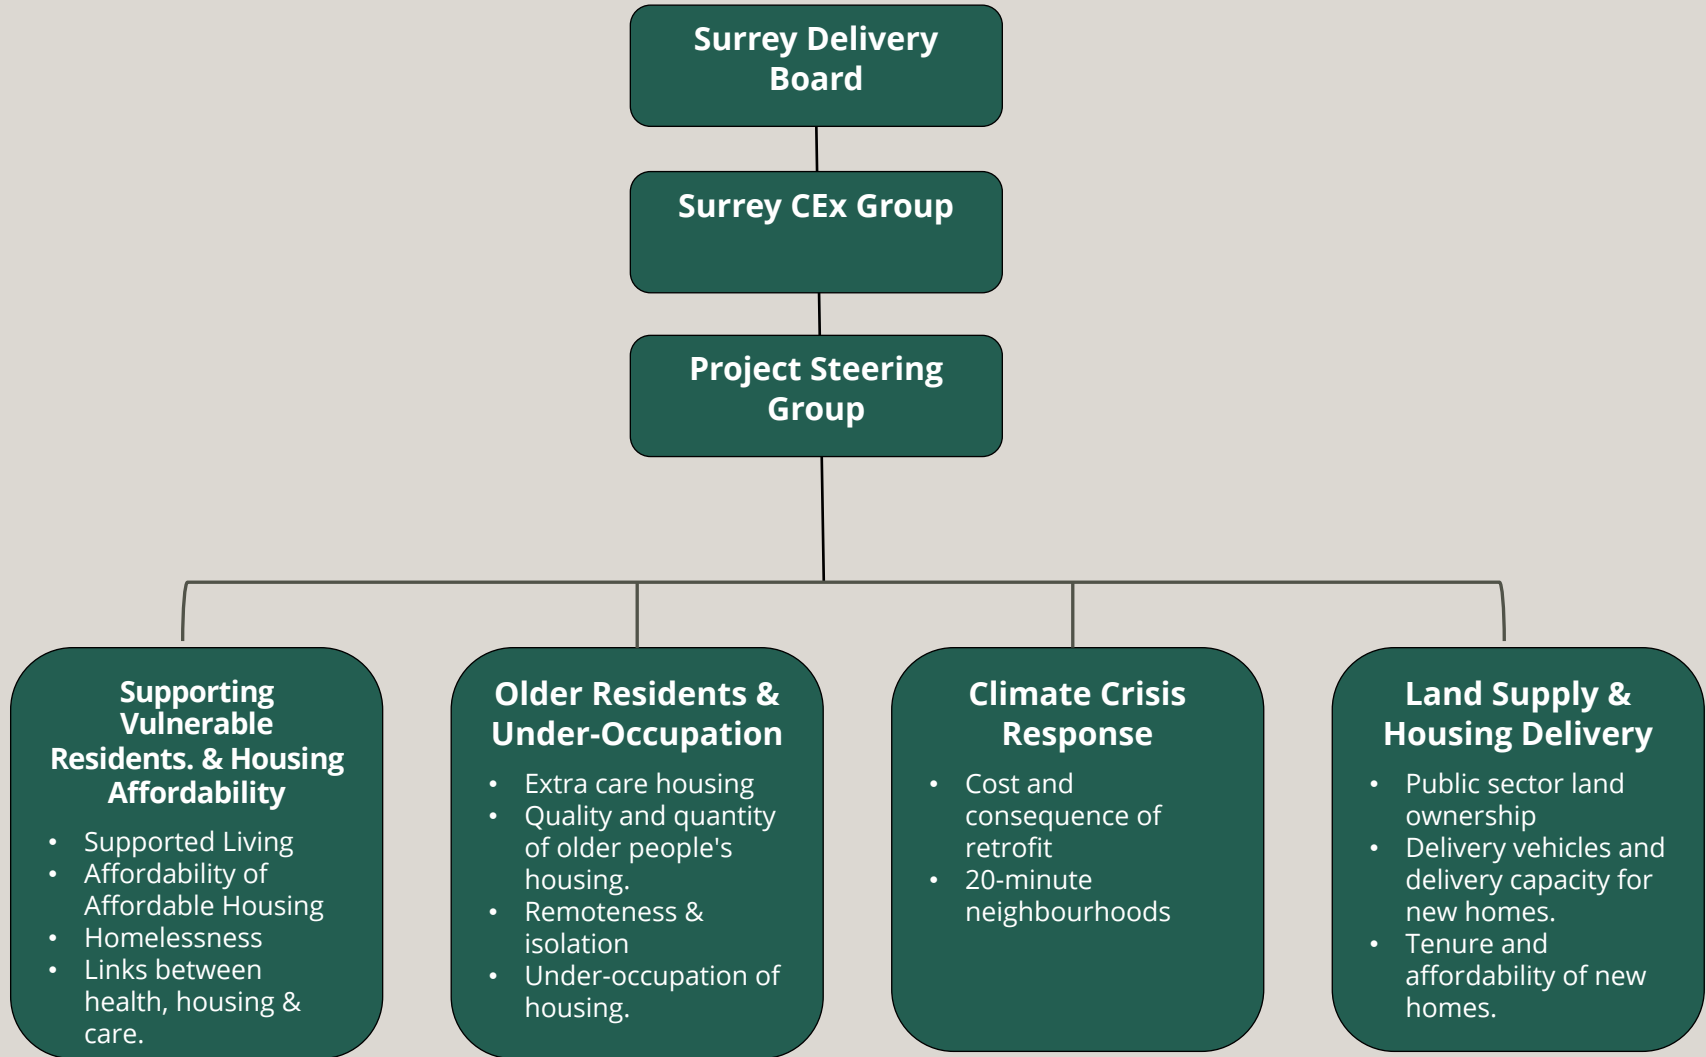 Surrey Delivery
Board
Surrey CEx Group
Project Steering
Group
Supporting
Vulnerable
Residents. & Housing
Affordability
• Supported Living
• Affordability of
Affordable Housing
• Homelessness
• Links between
health, housing &
care.
Older Residents &
Under-Occupation
• Extra care housing
• Quality and quantity
of older people's
housing.
• Remoteness &
isolation
• Under-occupation of
housing.
Climate Crisis
Response
• Cost and
consequence of
retrofit
• 20-minute
neighbourhoods
Land Supply &
Housing Delivery
• Public sector land
ownership
• Delivery vehicles and
delivery capacity for
new homes.
• Tenure and
affordability of new
homes.